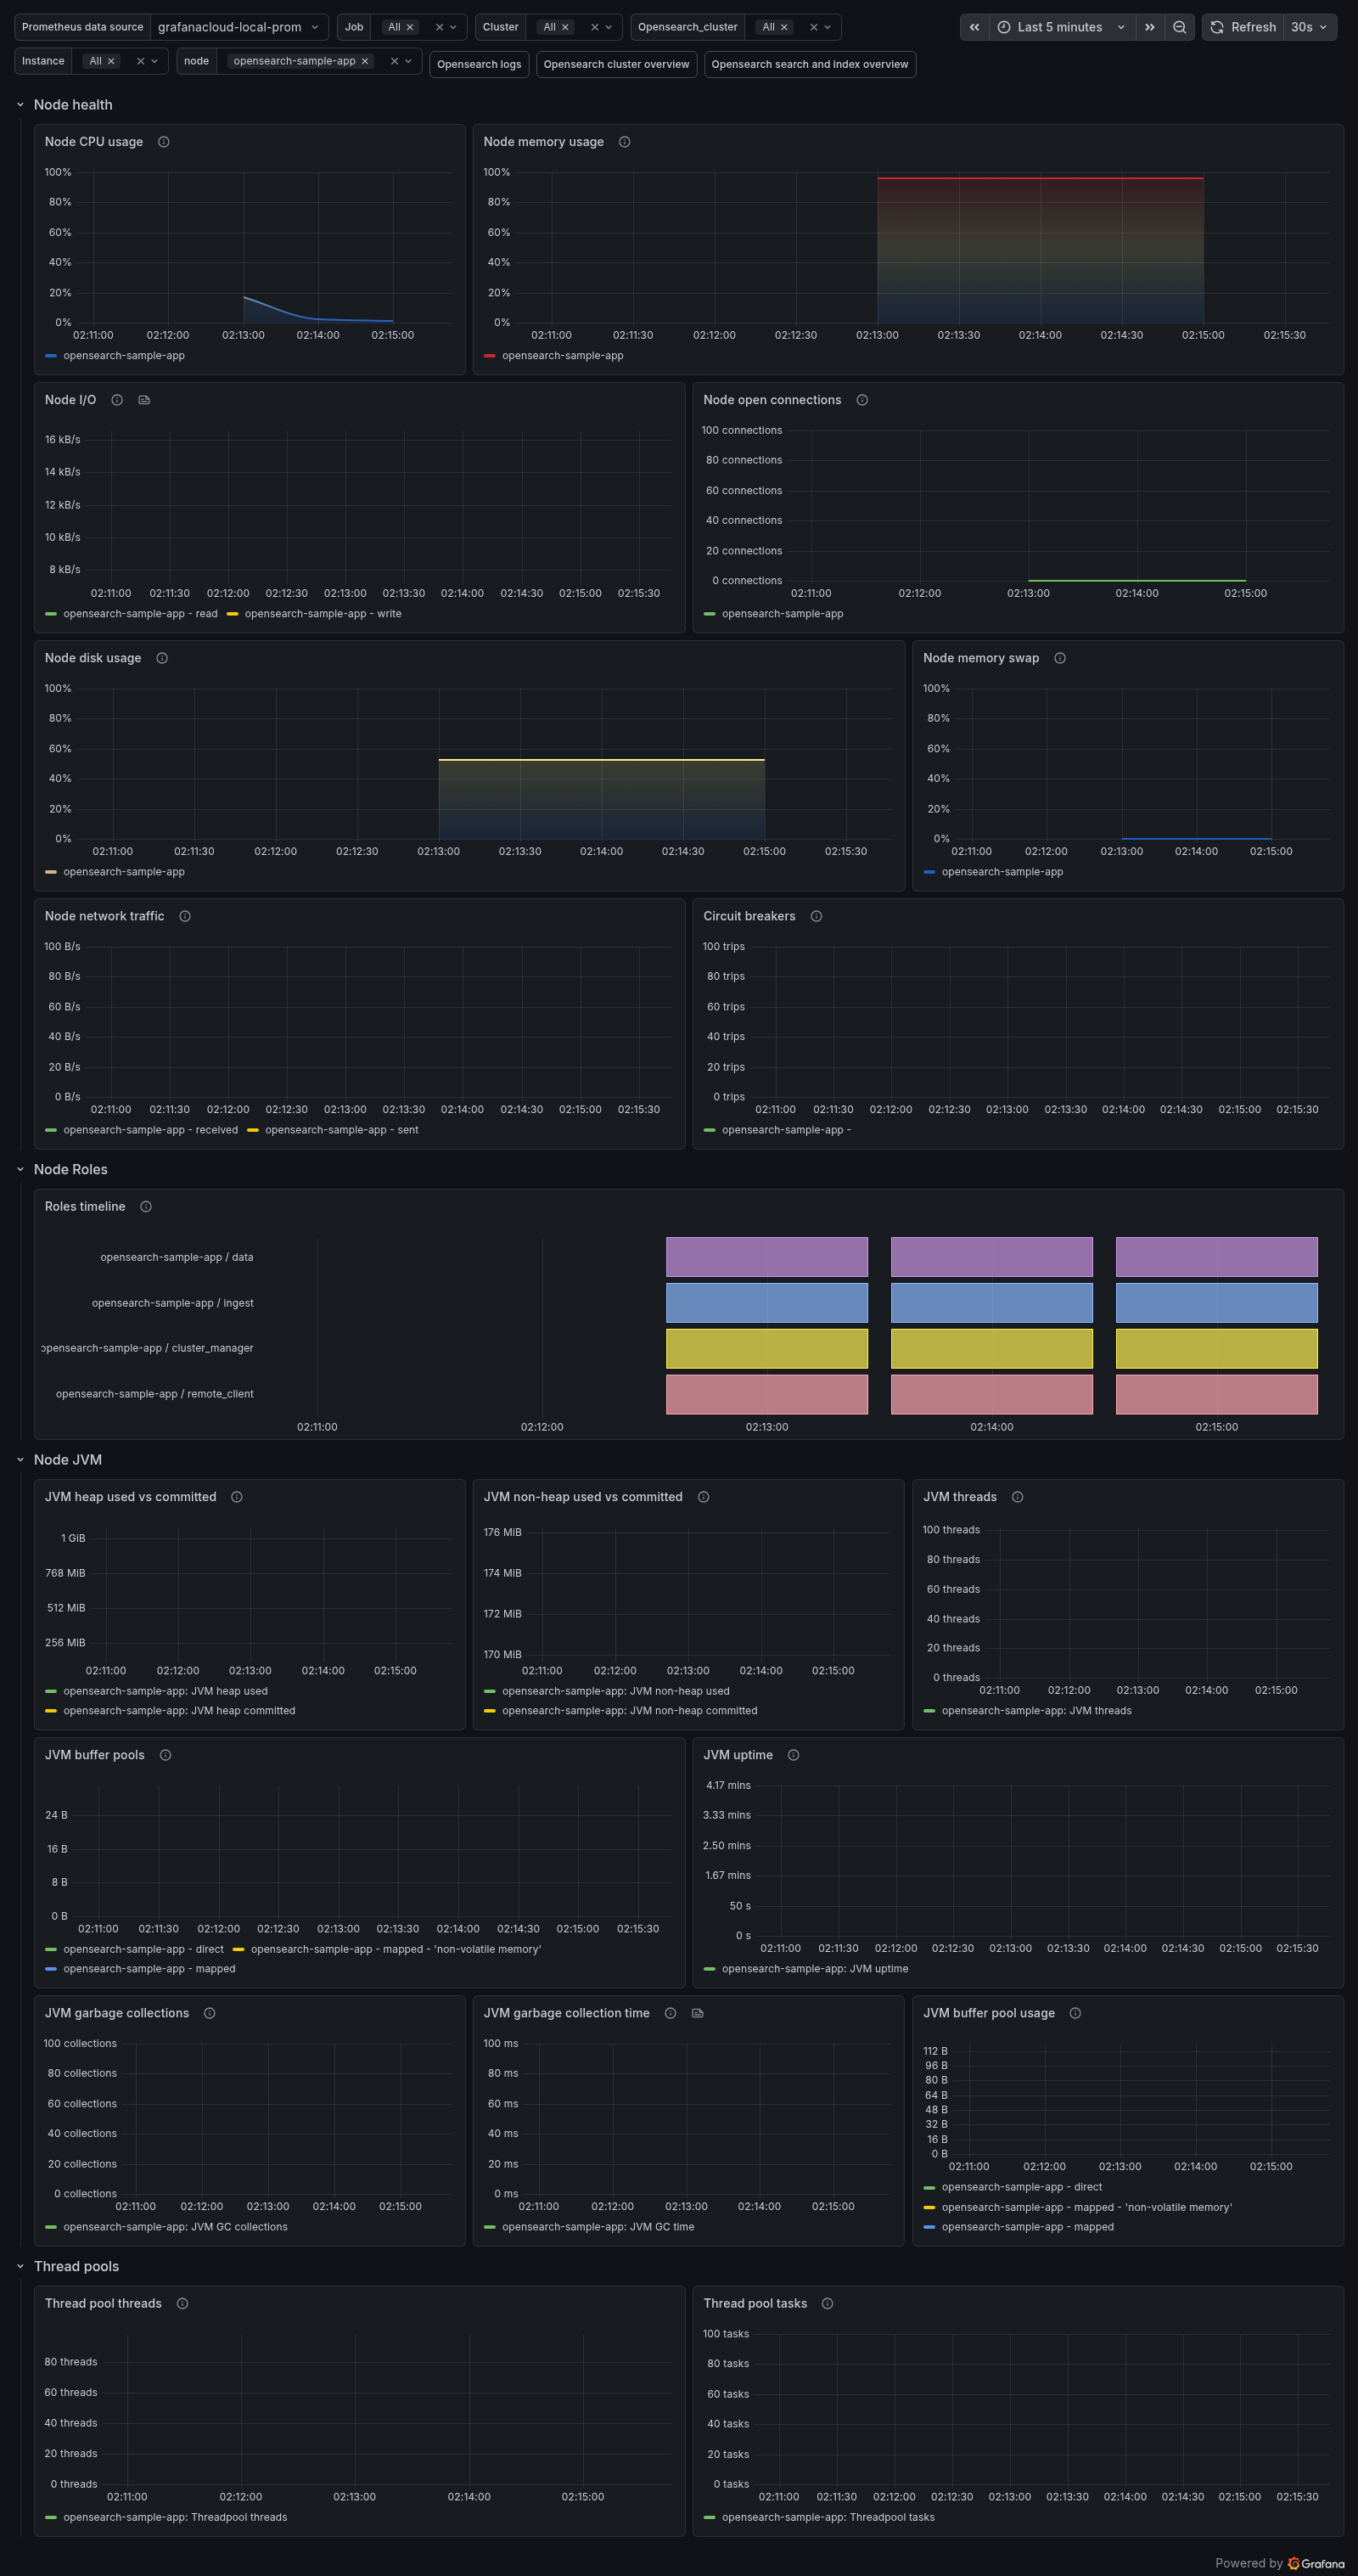 Prometheus data source grafanacloud-local-prom Job All Cluster All Opensearch_cluster All Last 5 minutes Refresh 30s
Instance All node opensearch-sample-app Opensearch logs Opensearch cluster overview Opensearch search and index overview
Node health
Node CPU usage
100%
80%
60%
40%
20%
0%
02:11:00 02:12:00 02:13:00 02:14:00 02:15:00
opensearch-sample-app
Node memory usage
100%
80%
60%
40%
20%
0%
02:11:00 02:11:30 02:12:00 02:12:30 02:13:00 02:13:30 02:14:00 02:14:30 02:15:00 02:15:30
opensearch-sample-app
Node I/O
16 kB/s
14 kB/s
12 kB/s
10 kB/s
8 kB/s
02:11:00 02:11:30 02:12:00 02:12:30 02:13:00 02:13:30 02:14:00 02:14:30 02:15:00 02:15:30
opensearch-sample-app - read opensearch-sample-app - write
Node open connections
100 connections
80 connections
60 connections
40 connections
20 connections
0 connections
02:11:00 02:12:00 02:13:00 02:14:00 02:15:00
opensearch-sample-app
Node disk usage
100%
80%
60%
40%
20%
0%
02:11:00 02:11:30 02:12:00 02:12:30 02:13:00 02:13:30 02:14:00 02:14:30 02:15:00 02:15:30
opensearch-sample-app
Node memory swap
100%
80%
60%
40%
20%
0%
02:11:00 02:12:00 02:13:00 02:14:00 02:15:00
opensearch-sample-app
Node network traffic
100 B/s
80 B/s
60 B/s
40 B/s
20 B/s
0 B/s
02:11:00 02:11:30 02:12:00 02:12:30 02:13:00 02:13:30 02:14:00 02:14:30 02:15:00 02:15:30
opensearch-sample-app - received opensearch-sample-app - sent
Circuit breakers
100 trips
80 trips
60 trips
40 trips
20 trips
0 trips
02:11:00 02:11:30 02:12:00 02:12:30 02:13:00 02:13:30 02:14:00 02:14:30 02:15:00 02:15:30
opensearch-sample-app -
Node Roles
Roles timeline
opensearch-sample-app / data
opensearch-sample-app / ingest
opensearch-sample-app / cluster_manager
opensearch-sample-app / remote_client
02:11:00 02:12:00 02:13:00 02:14:00 02:15:00
Node JVM
JVM heap used vs committed
1 GiB
768 MiB
512 MiB
256 MiB
02:11:00 02:12:00 02:13:00 02:14:00 02:15:00
opensearch-sample-app: JVM heap used
opensearch-sample-app: JVM heap committed
JVM non-heap used vs committed
176 MiB
174 MiB
172 MiB
170 MiB
02:11:00 02:12:00 02:13:00 02:14:00 02:15:00
opensearch-sample-app: JVM non-heap used
opensearch-sample-app: JVM non-heap committed
JVM threads
100 threads
80 threads
60 threads
40 threads
20 threads
0 threads
02:11:00 02:12:00 02:13:00 02:14:00 02:15:00
opensearch-sample-app: JVM threads
JVM buffer pools
24 B
16 B
8 B
0 B
02:11:00 02:11:30 02:12:00 02:12:30 02:13:00 02:13:30 02:14:00 02:14:30 02:15:00 02:15:30
opensearch-sample-app - direct opensearch-sample-app - mapped - 'non-volatile memory'
opensearch-sample-app - mapped
JVM uptime
4.17 mins
3.33 mins
2.50 mins
1.67 mins
50 s
0 s
02:11:00 02:11:30 02:12:00 02:12:30 02:13:00 02:13:30 02:14:00 02:14:30 02:15:00 02:15:30
opensearch-sample-app: JVM uptime
JVM garbage collections
100 collections
80 collections
60 collections
40 collections
20 collections
0 collections
02:11:00 02:12:00 02:13:00 02:14:00 02:15:00
opensearch-sample-app: JVM GC collections
JVM garbage collection time
100 ms
80 ms
60 ms
40 ms
20 ms
0 ms
02:11:00 02:12:00 02:13:00 02:14:00 02:15:00
opensearch-sample-app: JVM GC time
JVM buffer pool usage
112 B
96 B
80 B
64 B
48 B
32 B
16 B
0 B
02:11:00 02:12:00 02:13:00 02:14:00 02:15:00
opensearch-sample-app - direct
opensearch-sample-app - mapped - 'non-volatile memory'
opensearch-sample-app - mapped
Thread pools
Thread pool threads
80 threads
60 threads
40 threads
20 threads
0 threads
02:11:00 02:12:00 02:13:00 02:14:00 02:15:00
opensearch-sample-app: Threadpool threads
Thread pool tasks
100 tasks
80 tasks
60 tasks
40 tasks
20 tasks
0 tasks
02:11:00 02:11:30 02:12:00 02:12:30 02:13:00 02:13:30 02:14:00 02:14:30 02:15:00 02:15:30
opensearch-sample-app: Threadpool tasks
Powered by Grafana